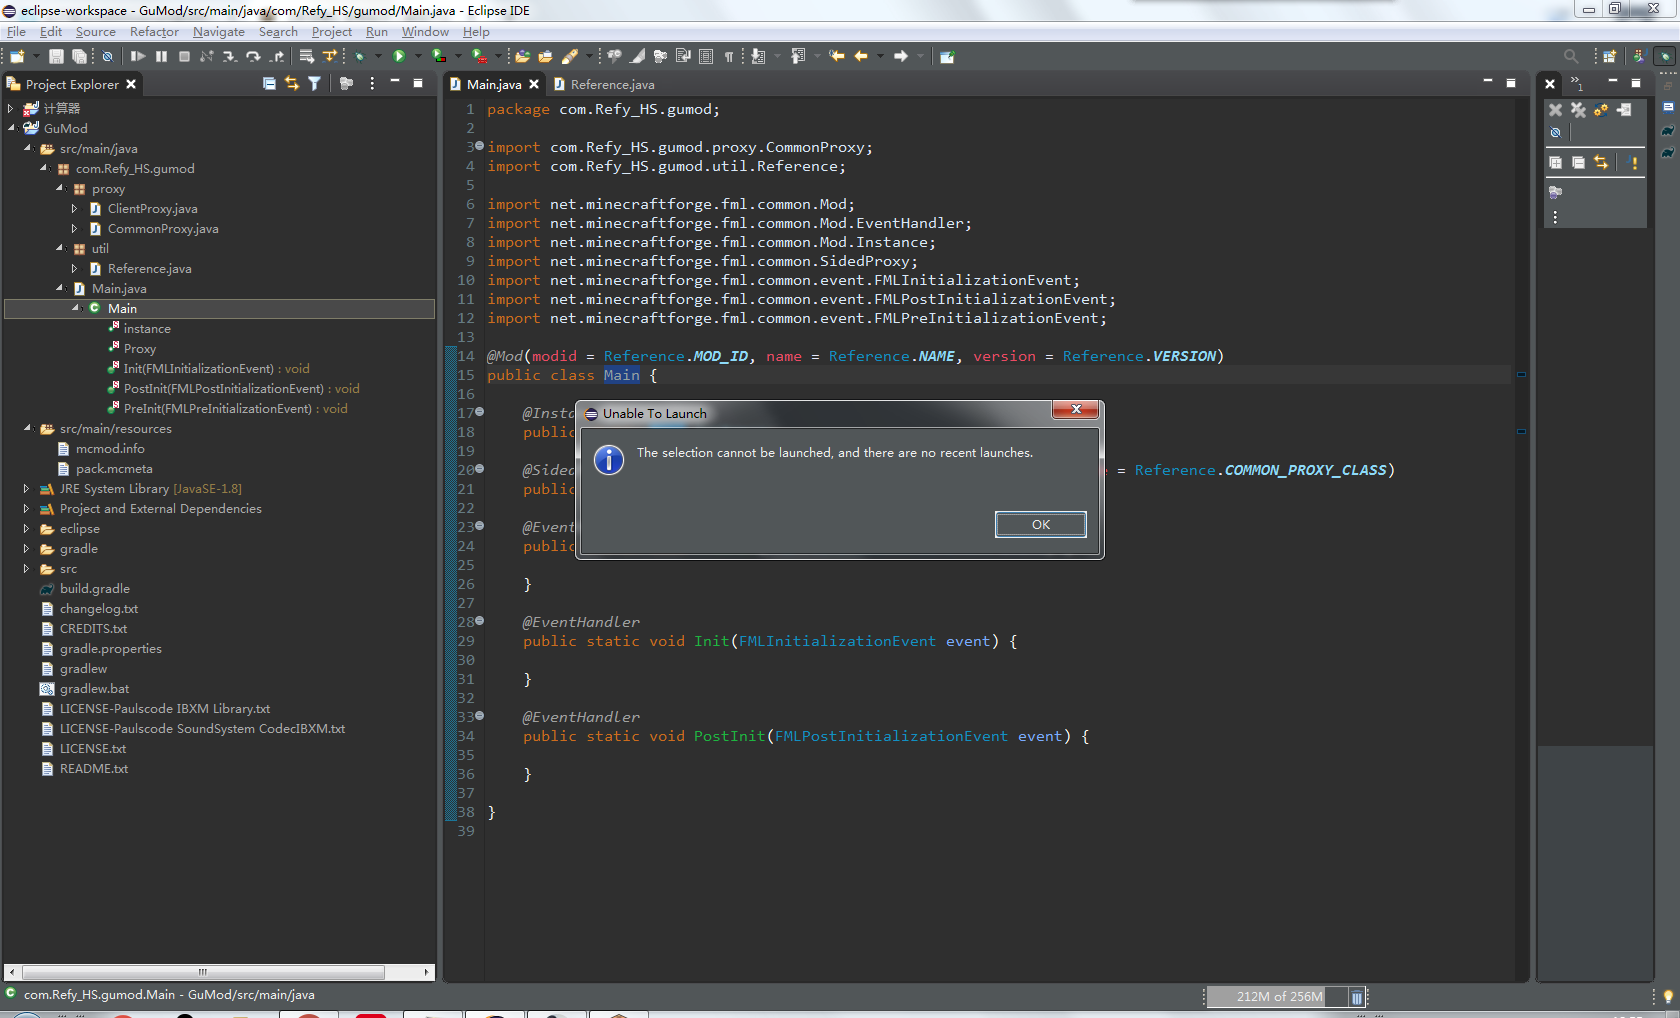 eclipse-workspace - GuMod/src/main/java/com/Refy_HS/gumod/Main.java - Eclipse IDE
File Edit Source Refactor Navigate Search Project Run Window Help
Project Explorer
计算器
GuMod
src/main/java
com.Refy_HS.gumod
proxy
ClientProxy.java
CommonProxy.java
util
Reference.java
Main.java
Main
instance
Proxy
Init(FMLInitializationEvent) : void
PostInit(FMLPostInitializationEvent) : void
PreInit(FMLPreInitializationEvent) : void
src/main/resources
mcmod.info
pack.mcmeta
JRE System Library [JavaSE-1.8]
Project and External Dependencies
eclipse
gradle
src
build.gradle
changelog.txt
CREDITS.txt
gradle.properties
gradlew
gradlew.bat
LICENSE-Paulscode IBXM Library.txt
LICENSE-Paulscode SoundSystem CodecIBXM.txt
LICENSE.txt
README.txt
Main.java Reference.java
1 package com.Refy_HS.gumod;
2
3 import com.Refy_HS.gumod.proxy.CommonProxy;
4 import com.Refy_HS.gumod.util.Reference;
5
6 import net.minecraftforge.fml.common.Mod;
7 import net.minecraftforge.fml.common.Mod.EventHandler;
8 import net.minecraftforge.fml.common.Mod.Instance;
9 import net.minecraftforge.fml.common.SidedProxy;
10 import net.minecraftforge.fml.common.event.FMLInitializationEvent;
11 import net.minecraftforge.fml.common.event.FMLPostInitializationEvent;
12 import net.minecraftforge.fml.common.event.FMLPreInitializationEvent;
13
14 @Mod(modid = Reference.MOD_ID, name = Reference.NAME, version = Reference.VERSION)
15 public class Main {
16
17 @Insta
18 public
19
20 @Sided = Reference.COMMON_PROXY_CLASS)
21 public
22
23 @Event
24 public
25
26 }
27
28 @EventHandler
29 public static void Init(FMLInitializationEvent event) {
30
31 }
32
33 @EventHandler
34 public static void PostInit(FMLPostInitializationEvent event) {
35
36 }
37
38 }
39
Unable To Launch
The selection cannot be launched, and there are no recent launches.
OK
1
com.Refy_HS.gumod.Main - GuMod/src/main/java
212M of 256M